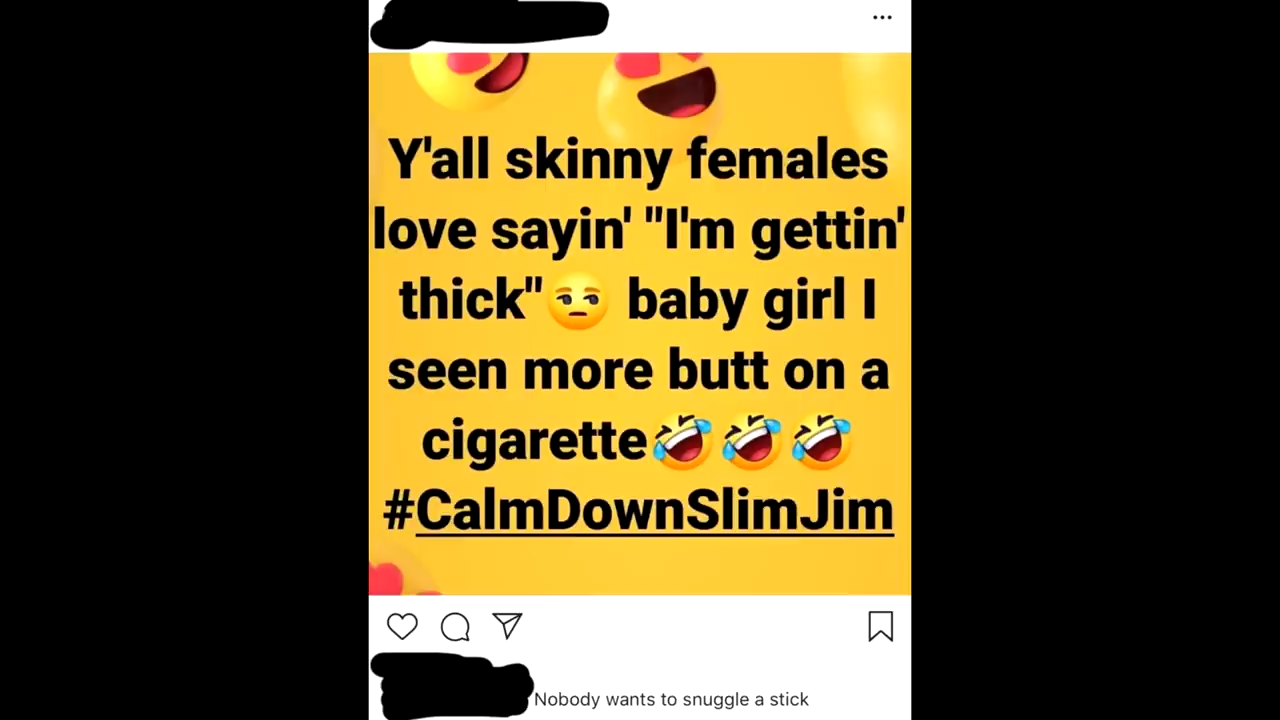 Y'all skinny females
love sayin' "I'm gettin'
thick"😒 baby girl I
seen more butt on a
cigarette🤣🤣🤣
#CalmDownSlimJim
Nobody wants to snuggle a stick